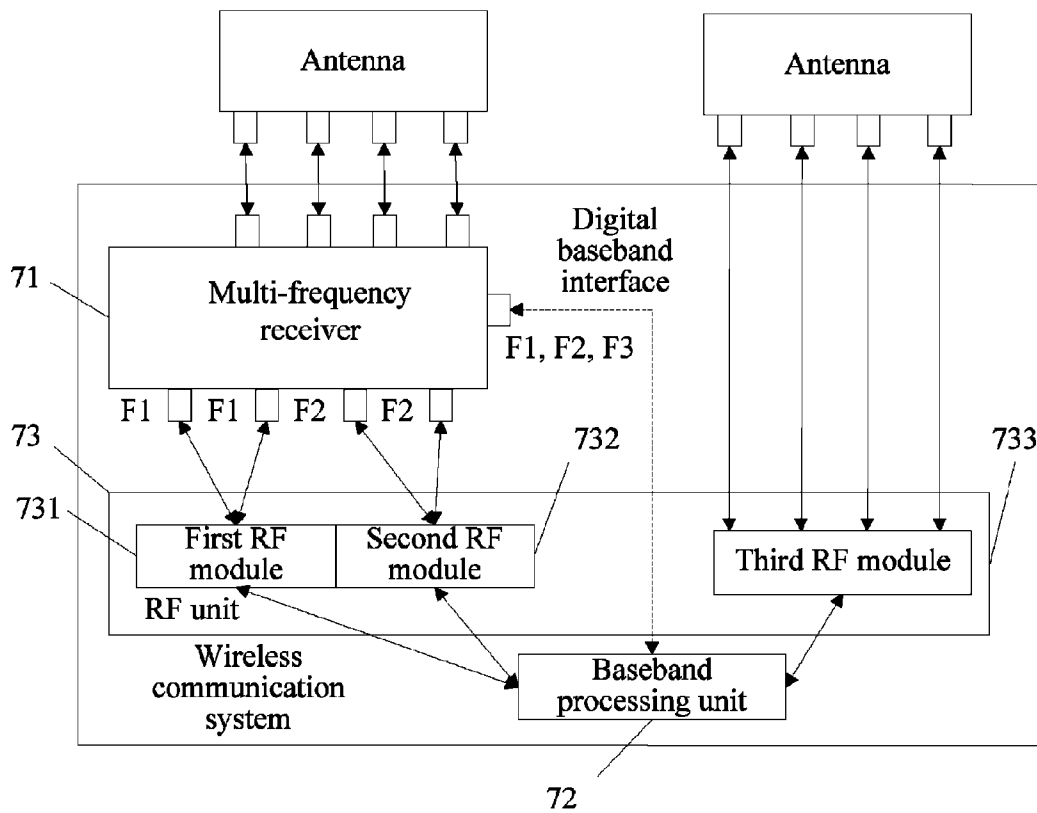 Antenna
Antenna
Digital
baseband
interface
71
Multi-frequency
receiver
F1, F2, F3
F1 F1 F2 F2
73
732
733
731
First RF
module
Second RF
module
Third RF module
RF unit
Wireless
communication
system
Baseband
processing unit
72